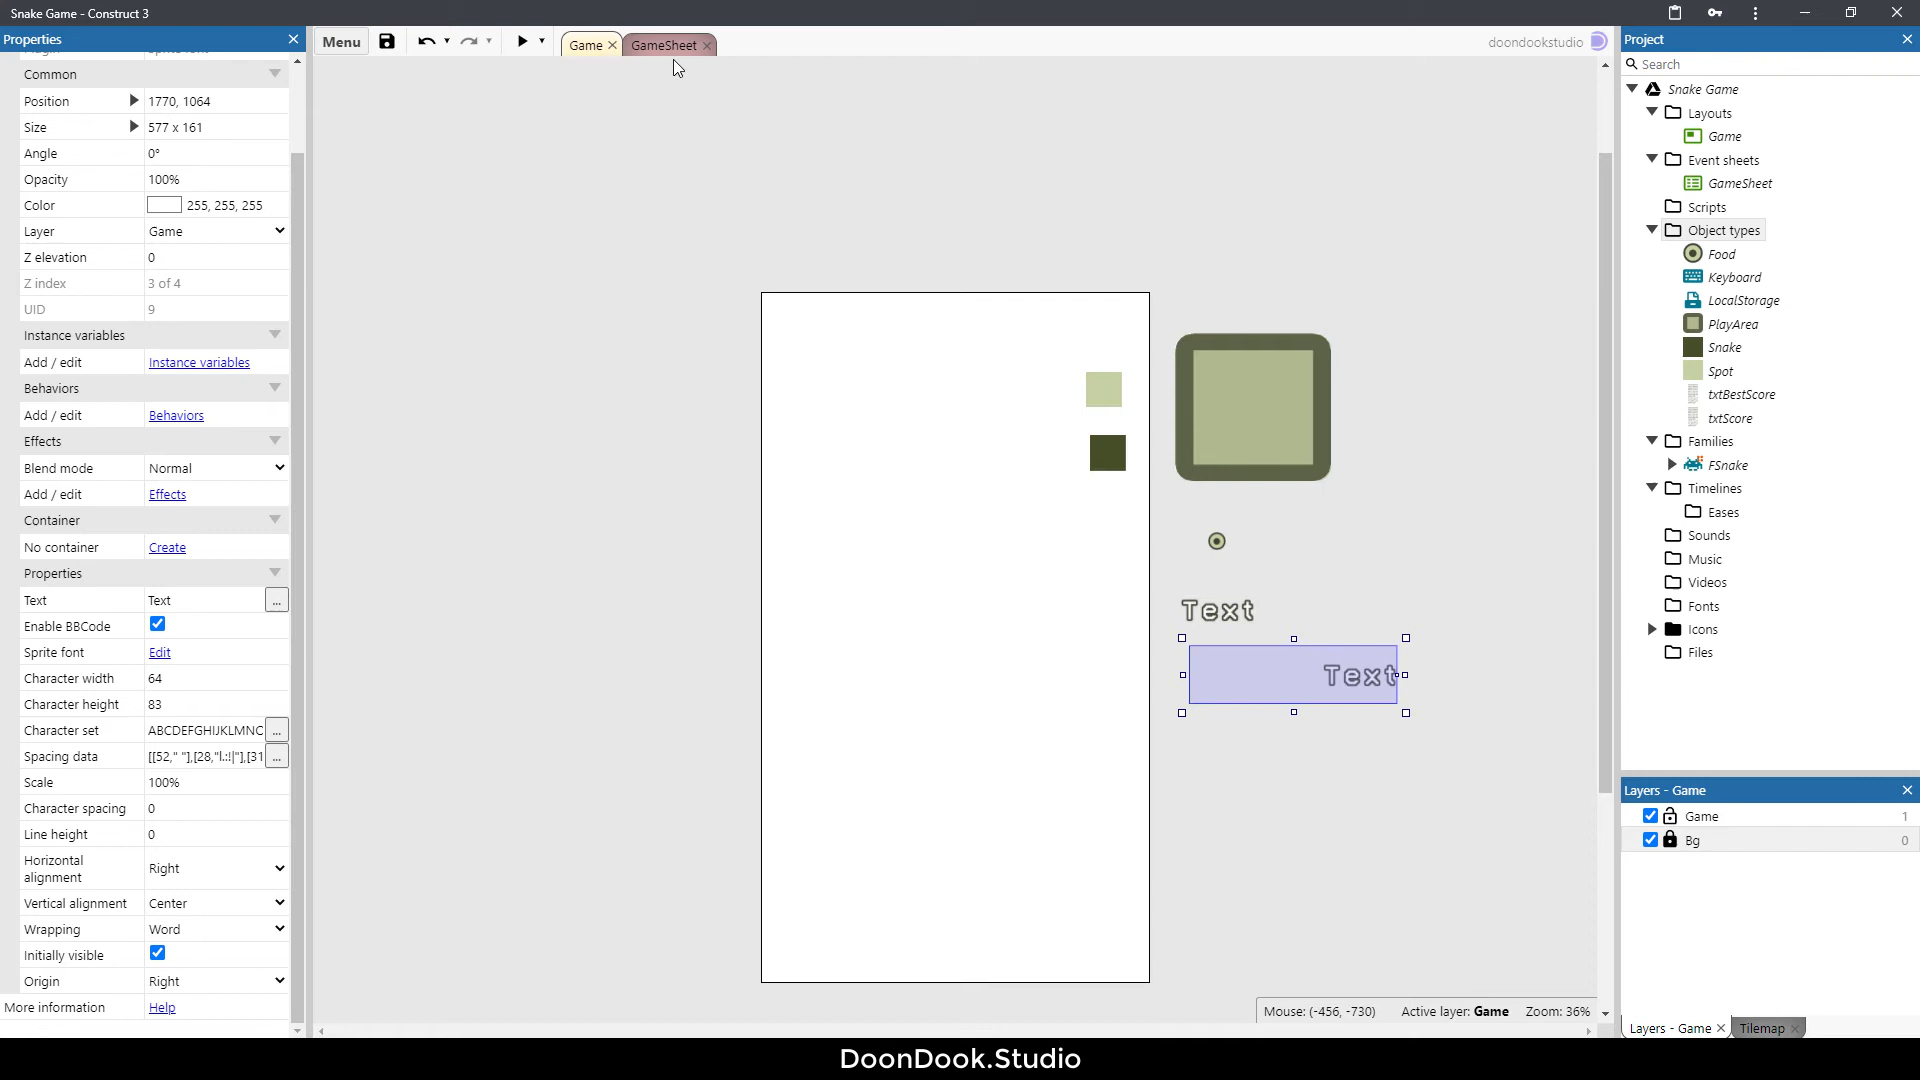 Snake Game - Construct 3
Properties
Menu
Game
GameSheet
doondookstudio
Project
Common
Search
Position 1770, 1064
Size 577 x 161
Angle 0°
Opacity 100%
Color 255, 255, 255
Layer Game
Z elevation 0
Z index 3 of 4
UID 9
Instance variables
Add / edit Instance variables
Behaviors
Add / edit Behaviors
Effects
Blend mode Normal
Add / edit Effects
Container
No container Create
Properties
Text Text ...
Enable BBCode
Sprite font Edit
Character width 64
Character height 83
Character set ABCDEFGHIJKLMNC ...
Spacing data [[52," "],[28,"l.:!|"],[31 ...
Scale 100%
Character spacing 0
Line height 0
Horizontal
alignment Right
Vertical alignment Center
Wrapping Word
Initially visible
Origin Right
More information Help
Text
Text
Mouse: (-456, -730) Active layer: Game Zoom: 36%
Snake Game
Layouts
Game
Event sheets
GameSheet
Scripts
Object types
Food
Keyboard
LocalStorage
PlayArea
Snake
Spot
txtBestScore
txtScore
Families
FSnake
Timelines
Eases
Sounds
Music
Videos
Fonts
Icons
Files
Layers - Game
Game 1
Bg 0
Layers - Game
Tilemap
DoonDook.Studio